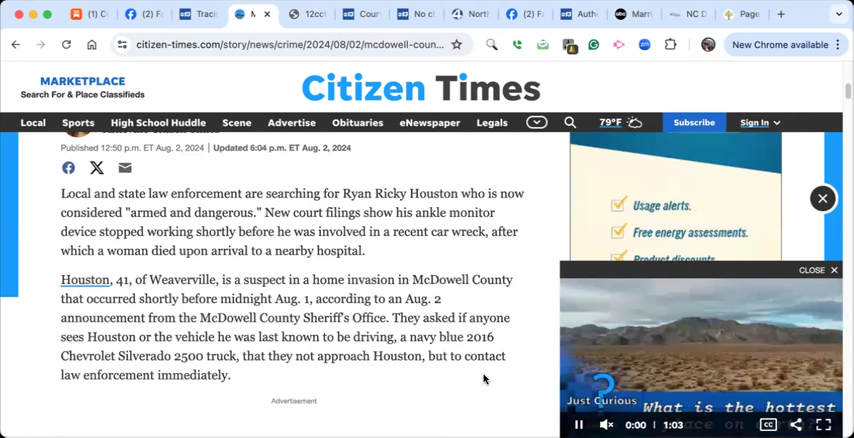 (1) C
(2) F
Traci
M
12cct
Court
No cl
North
(2) F
Auth
Marri
NC D
Page
citizen-times.com/story/news/crime/2024/08/02/mcdowell-coun...
New Chrome available
MARKETPLACE
Search For & Place Classifieds
Citizen Times
Local Sports High School Huddle Scene Advertise Obituaries eNewspaper Legals 79°F Subscribe Sign In
Published 12:50 p.m. ET Aug. 2, 2024 | Updated 6:04 p.m. ET Aug. 2, 2024
Local and state law enforcement are searching for Ryan Ricky Houston who is now
considered "armed and dangerous." New court filings show his ankle monitor
device stopped working shortly before he was involved in a recent car wreck, after
which a woman died upon arrival to a nearby hospital.
Houston, 41, of Weaverville, is a suspect in a home invasion in McDowell County
that occurred shortly before midnight Aug. 1, according to an Aug. 2
announcement from the McDowell County Sheriff's Office. They asked if anyone
sees Houston or the vehicle he was last known to be driving, a navy blue 2016
Chevrolet Silverado 2500 truck, that they not approach Houston, but to contact
law enforcement immediately.
Advertisement
Usage alerts.
Free energy assessments.
Product discounts.
CLOSE
Just Curious
What is the hottest
place on earth?
0:00 1:03
CC